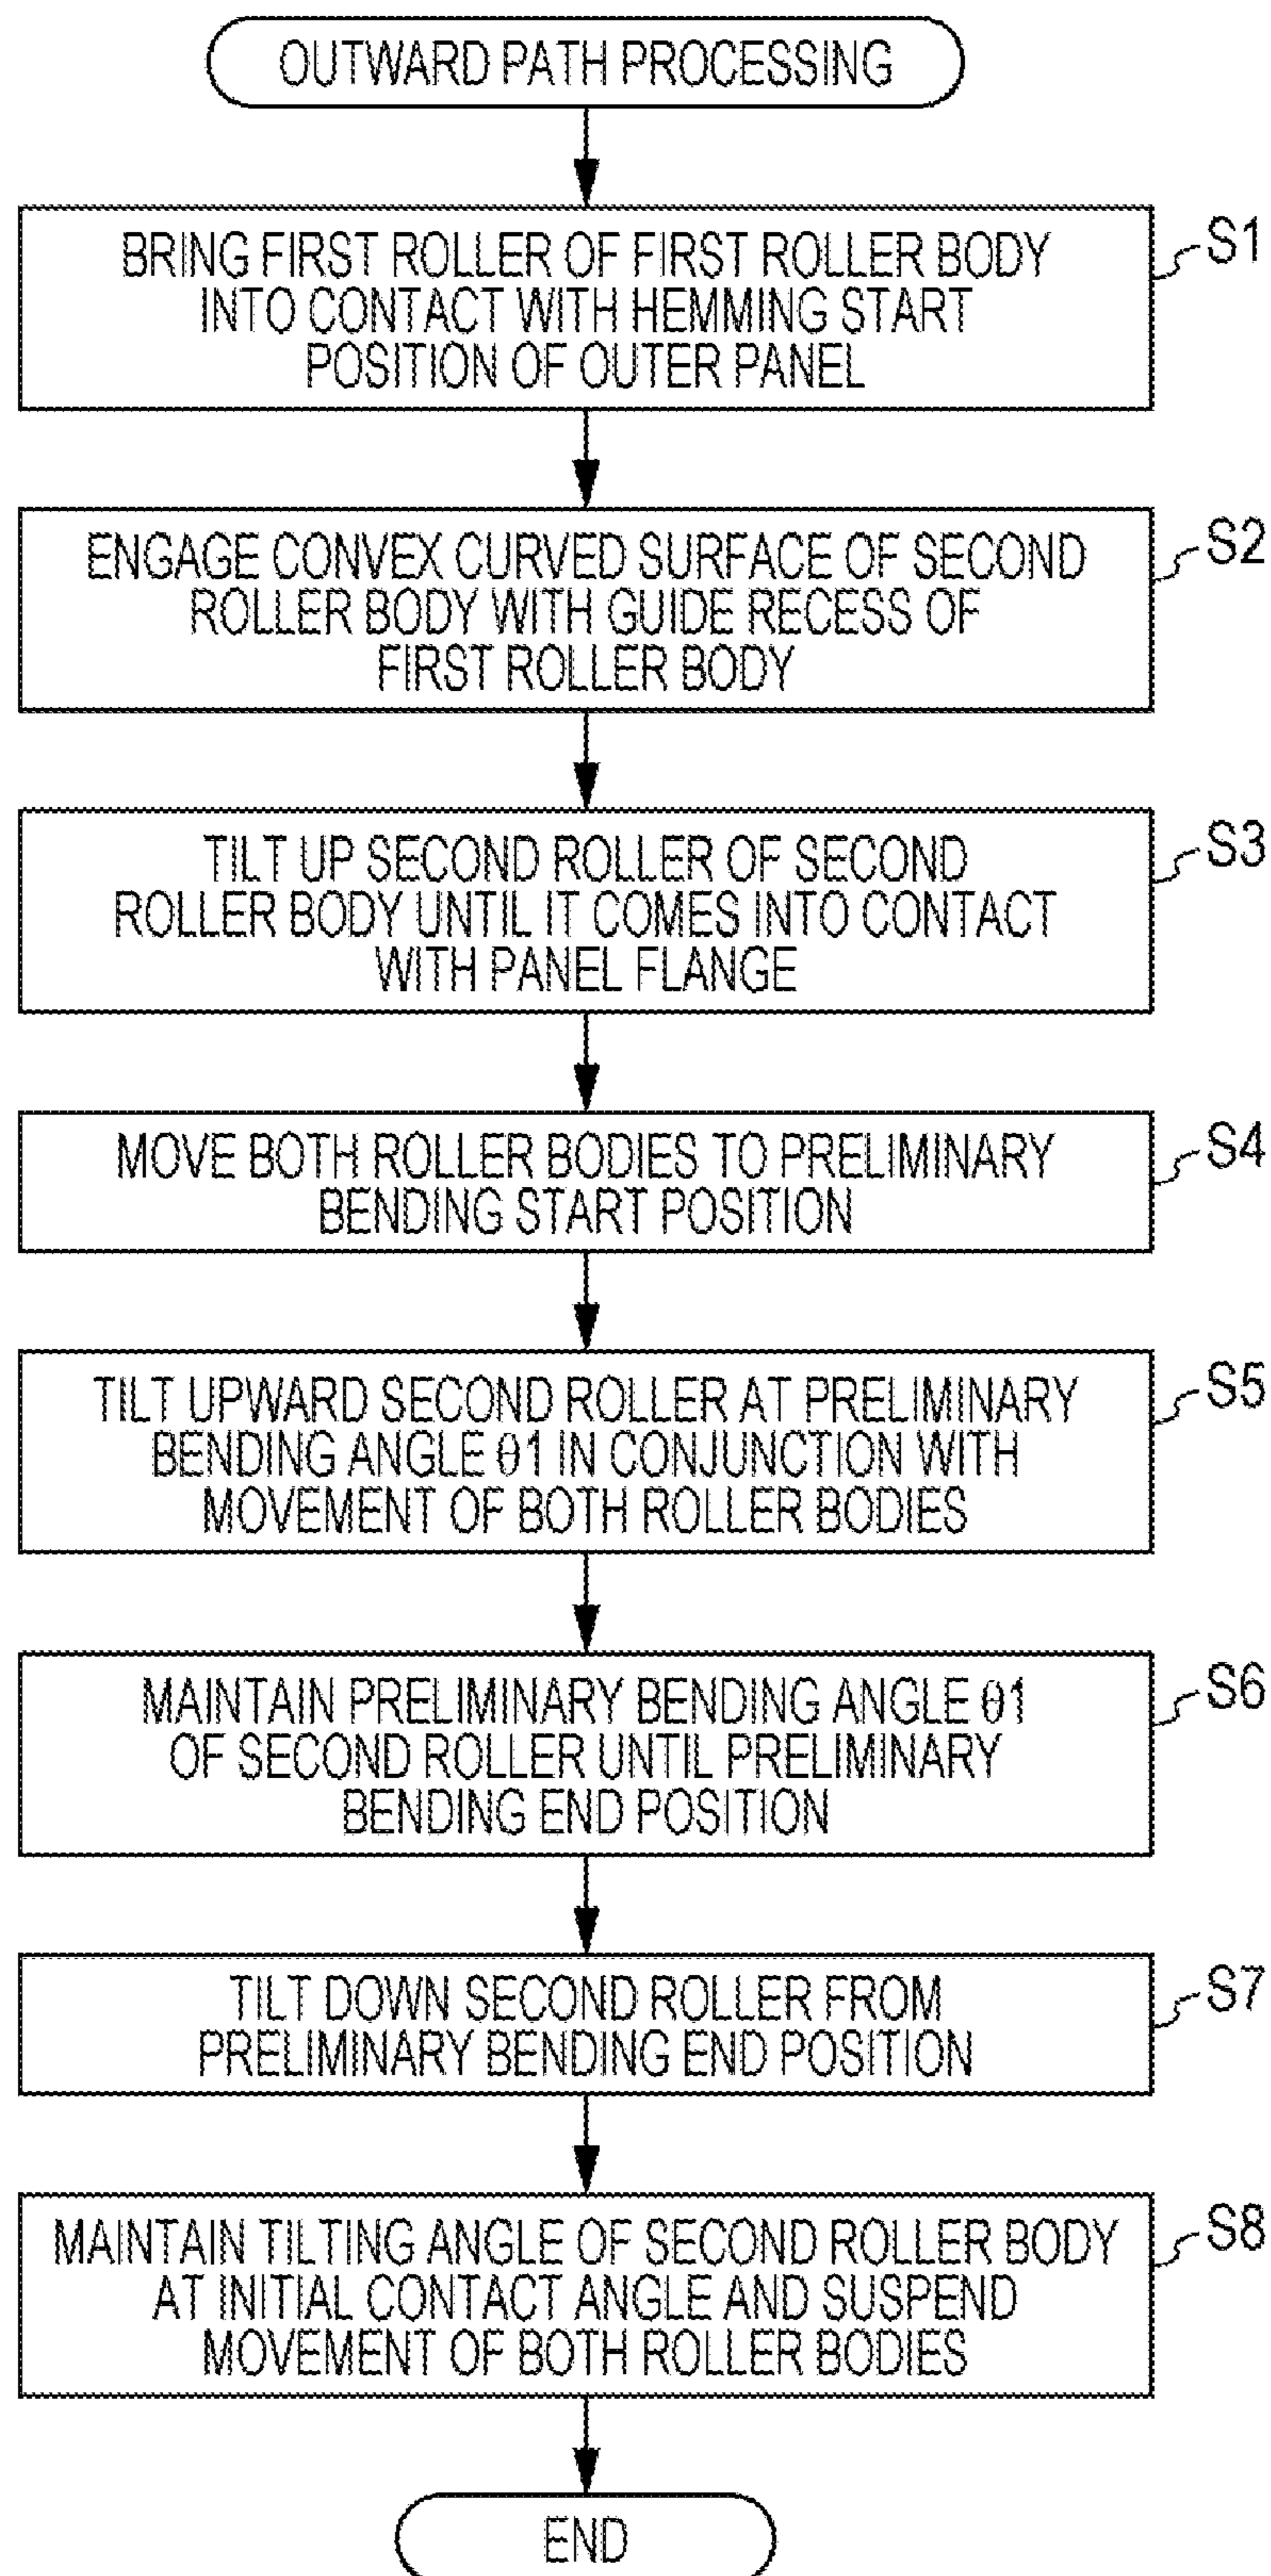 OUTWARD PATH PROCESSING
BRING FIRST ROLLER OF FIRST ROLLER BODY
INTO CONTACT WITH HEMMING START
POSITION OF OUTER PANEL
S1
ENGAGE CONVEX CURVED SURFACE OF SECOND
ROLLER BODY WITH GUIDE RECESS OF
FIRST ROLLER BODY
S2
TILT UP SECOND ROLLER OF SECOND
ROLLER BODY UNTIL IT COMES INTO CONTACT
WITH PANEL FLANGE
S3
MOVE BOTH ROLLER BODIES TO PRELIMINARY
BENDING START POSITION
S4
TILT UPWARD SECOND ROLLER AT PRELIMINARY
BENDING ANGLE θ1 IN CONJUNCTION WITH
MOVEMENT OF BOTH ROLLER BODIES
S5
MAINTAIN PRELIMINARY BENDING ANGLE θ1
OF SECOND ROLLER UNTIL PRELIMINARY
BENDING END POSITION
S6
TILT DOWN SECOND ROLLER FROM
PRELIMINARY BENDING END POSITION
S7
MAINTAIN TILTING ANGLE OF SECOND ROLLER BODY
AT INITIAL CONTACT ANGLE AND SUSPEND
MOVEMENT OF BOTH ROLLER BODIES
S8
END